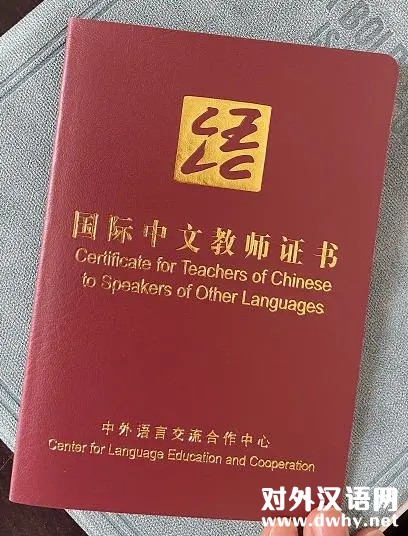 国际中文教师证书
Certificate for Teachers of Chinese
to Speakers of Other Languages
中外语言交流合作中心
Center for Language Education and Cooperation
对外汉语网
www.dwhy.net